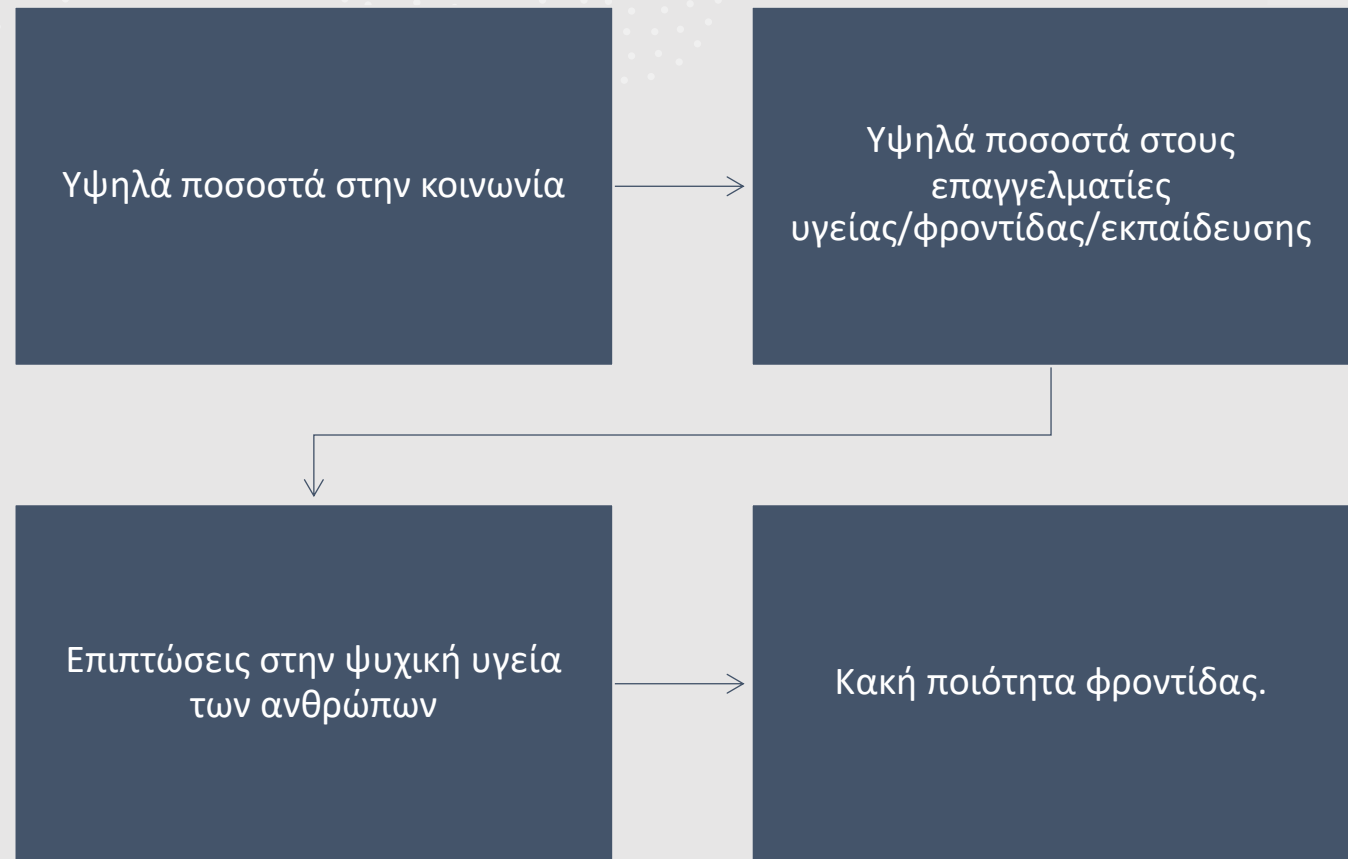 Υψηλά ποσοστά στην κοινωνία
Υψηλά ποσοστά στους
επαγγελματίες
υγείας/φροντίδας/εκπαίδευσης
Επιπτώσεις στην ψυχική υγεία
των ανθρώπων
Κακή ποιότητα φροντίδας.